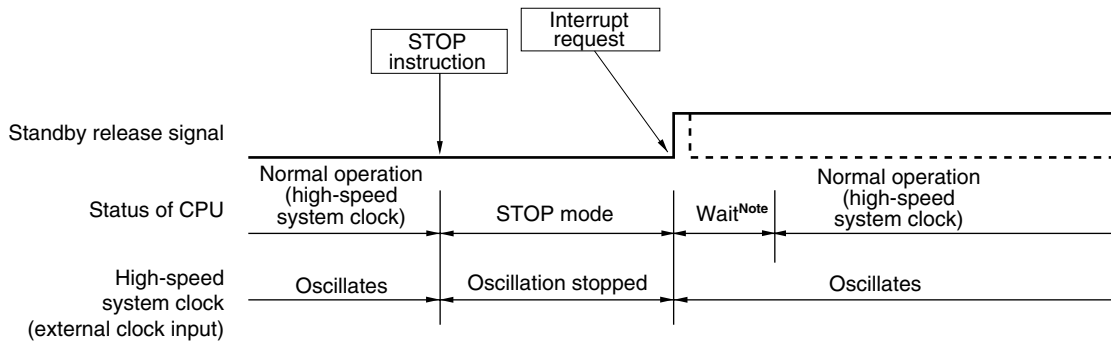 STOP
instruction
Interrupt
request
Standby release signal
Normal operation
(high-speed
system clock)
Normal operation
(high-speed
system clock)
Status of CPU
STOP mode
WaitNote
High-speed
system clock
(external clock input)
Oscillates
Oscillation stopped
Oscillates